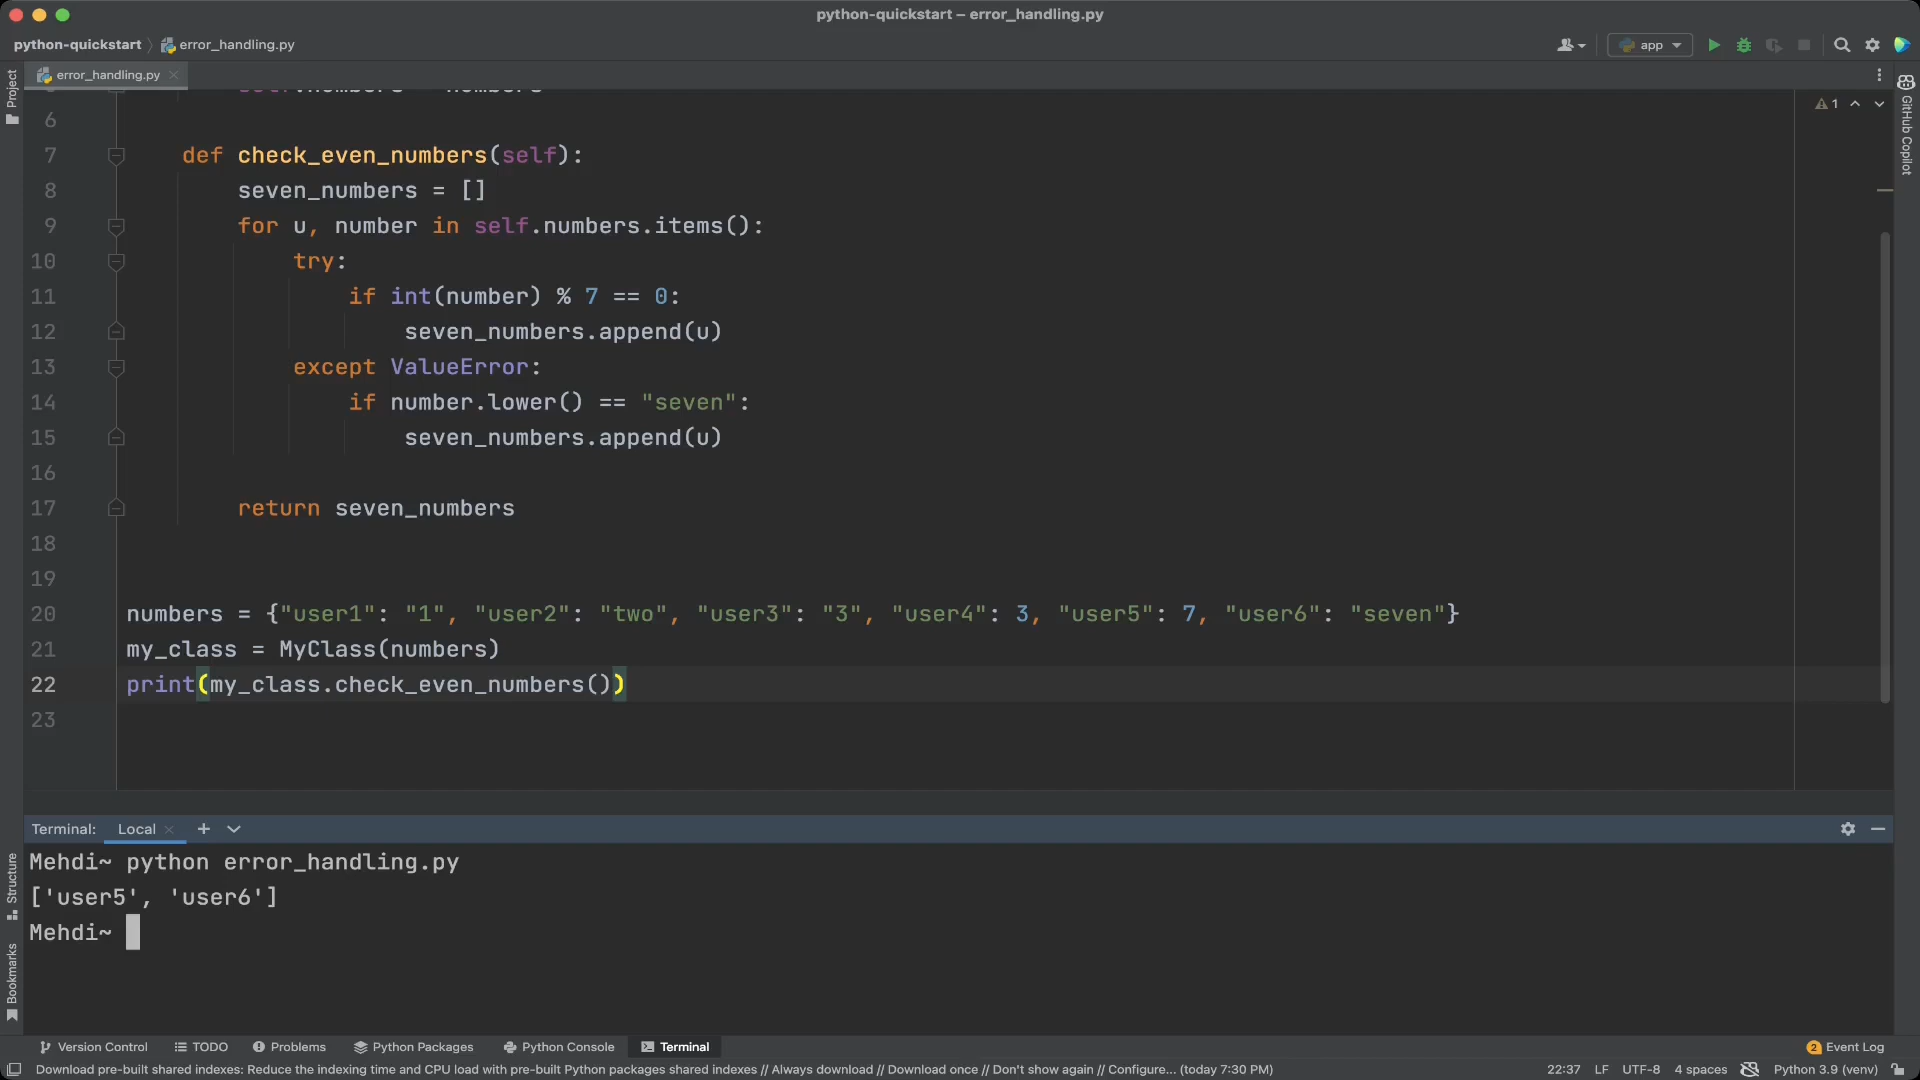 python-quickstart – error_handling.py
python-quickstart error_handling.py
app
Project
error_handling.py
1
GitHub Copilot
6
7 def check_even_numbers(self):
8 seven_numbers = []
9 for u, number in self.numbers.items():
10 try:
11 if int(number) % 7 == 0:
12 seven_numbers.append(u)
13 except ValueError:
14 if number.lower() == "seven":
15 seven_numbers.append(u)
16
17 return seven_numbers
18
19
20 numbers = {"user1": "1", "user2": "two", "user3": "3", "user4": 3, "user5": 7, "user6": "seven"}
21 my_class = MyClass(numbers)
22 print(my_class.check_even_numbers())
23
Terminal: Local
Mehdi~ python error_handling.py
['user5', 'user6']
Mehdi~
Structure
Bookmarks
Version Control TODO Problems Python Packages Python Console Terminal 2 Event Log
Download pre-built shared indexes: Reduce the indexing time and CPU load with pre-built Python packages shared indexes // Always download // Download once // Don't show again // Configure... (today 7:30 PM) 22:37 LF UTF-8 4 spaces Python 3.9 (venv)